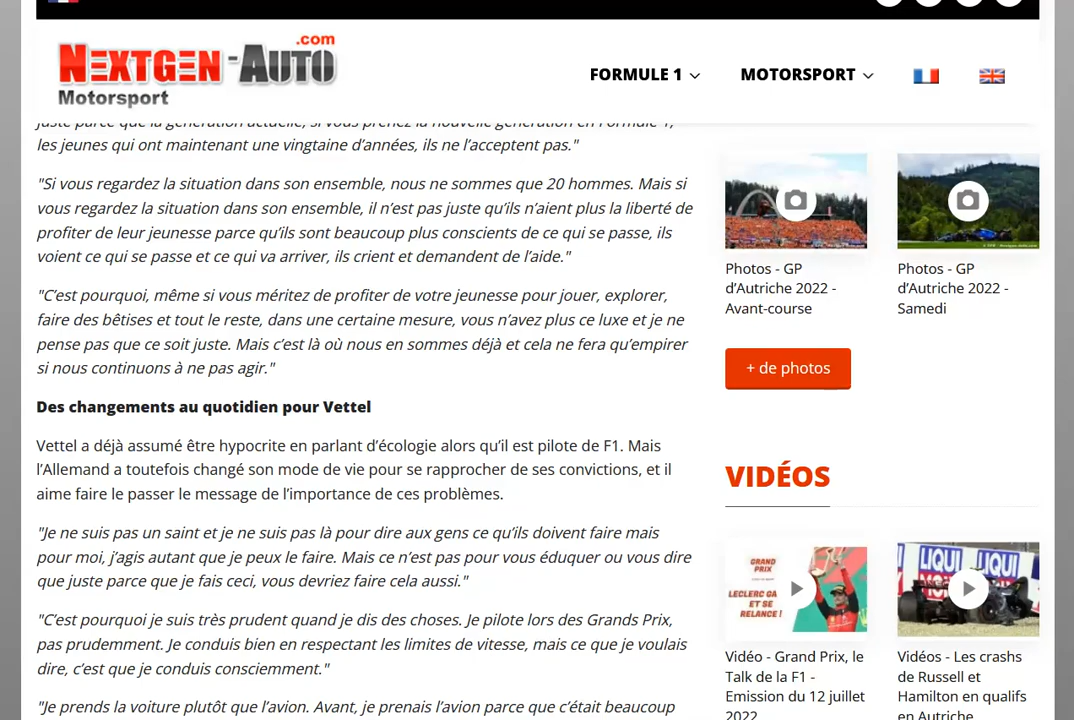 NEXTGEN-AUTO.com
Motorsport
FORMULE 1
MOTORSPORT
juste parce que la génération actuelle, si vous prenez la nouvelle génération en Formule 1,
les jeunes qui ont maintenant une vingtaine d'années, ils ne l'acceptent pas."
"Si vous regardez la situation dans son ensemble, nous ne sommes que 20 hommes. Mais si
vous regardez la situation dans son ensemble, il n'est pas juste qu'ils n'aient plus la liberté de
profiter de leur jeunesse parce qu'ils sont beaucoup plus conscients de ce qui se passe, ils
voient ce qui se passe et ce qui va arriver, ils crient et demandent de l'aide."
"C'est pourquoi, même si vous méritez de profiter de votre jeunesse pour jouer, explorer,
faire des bêtises et tout le reste, dans une certaine mesure, vous n'avez plus ce luxe et je ne
pense pas que ce soit juste. Mais c'est là où nous en sommes déjà et cela ne fera qu'empirer
si nous continuons à ne pas agir."
Des changements au quotidien pour Vettel
Vettel a déjà assumé être hypocrite en parlant d'écologie alors qu'il est pilote de F1. Mais
l'Allemand a toutefois changé son mode de vie pour se rapprocher de ses convictions, et il
aime faire le passer le message de l'importance de ces problèmes.
"Je ne suis pas un saint et je ne suis pas là pour dire aux gens ce qu'ils doivent faire mais
pour moi, j'agis autant que je peux le faire. Mais ce n'est pas pour vous éduquer ou vous dire
que juste parce que je fais ceci, vous devriez faire cela aussi."
"C'est pourquoi je suis très prudent quand je dis des choses. Je pilote lors des Grands Prix,
pas prudemment. Je conduis bien en respectant les limites de vitesse, mais ce que je voulais
dire, c'est que je conduis consciemment."
"Je prends la voiture plutôt que l'avion. Avant, je prenais l'avion parce que c'était beaucoup
Photos - GP
d'Autriche 2022 -
Avant-course
Photos - GP
d'Autriche 2022 -
Samedi
+ de photos
VIDÉOS
GRAND
PRIX
LECLERC GA
ET SE
RELANCE !
LIQUI LIQUI
Vidéo - Grand Prix, le
Talk de la F1 -
Emission du 12 juillet
2022
Vidéos - Les crashs
de Russell et
Hamilton en qualifs
en Autriche